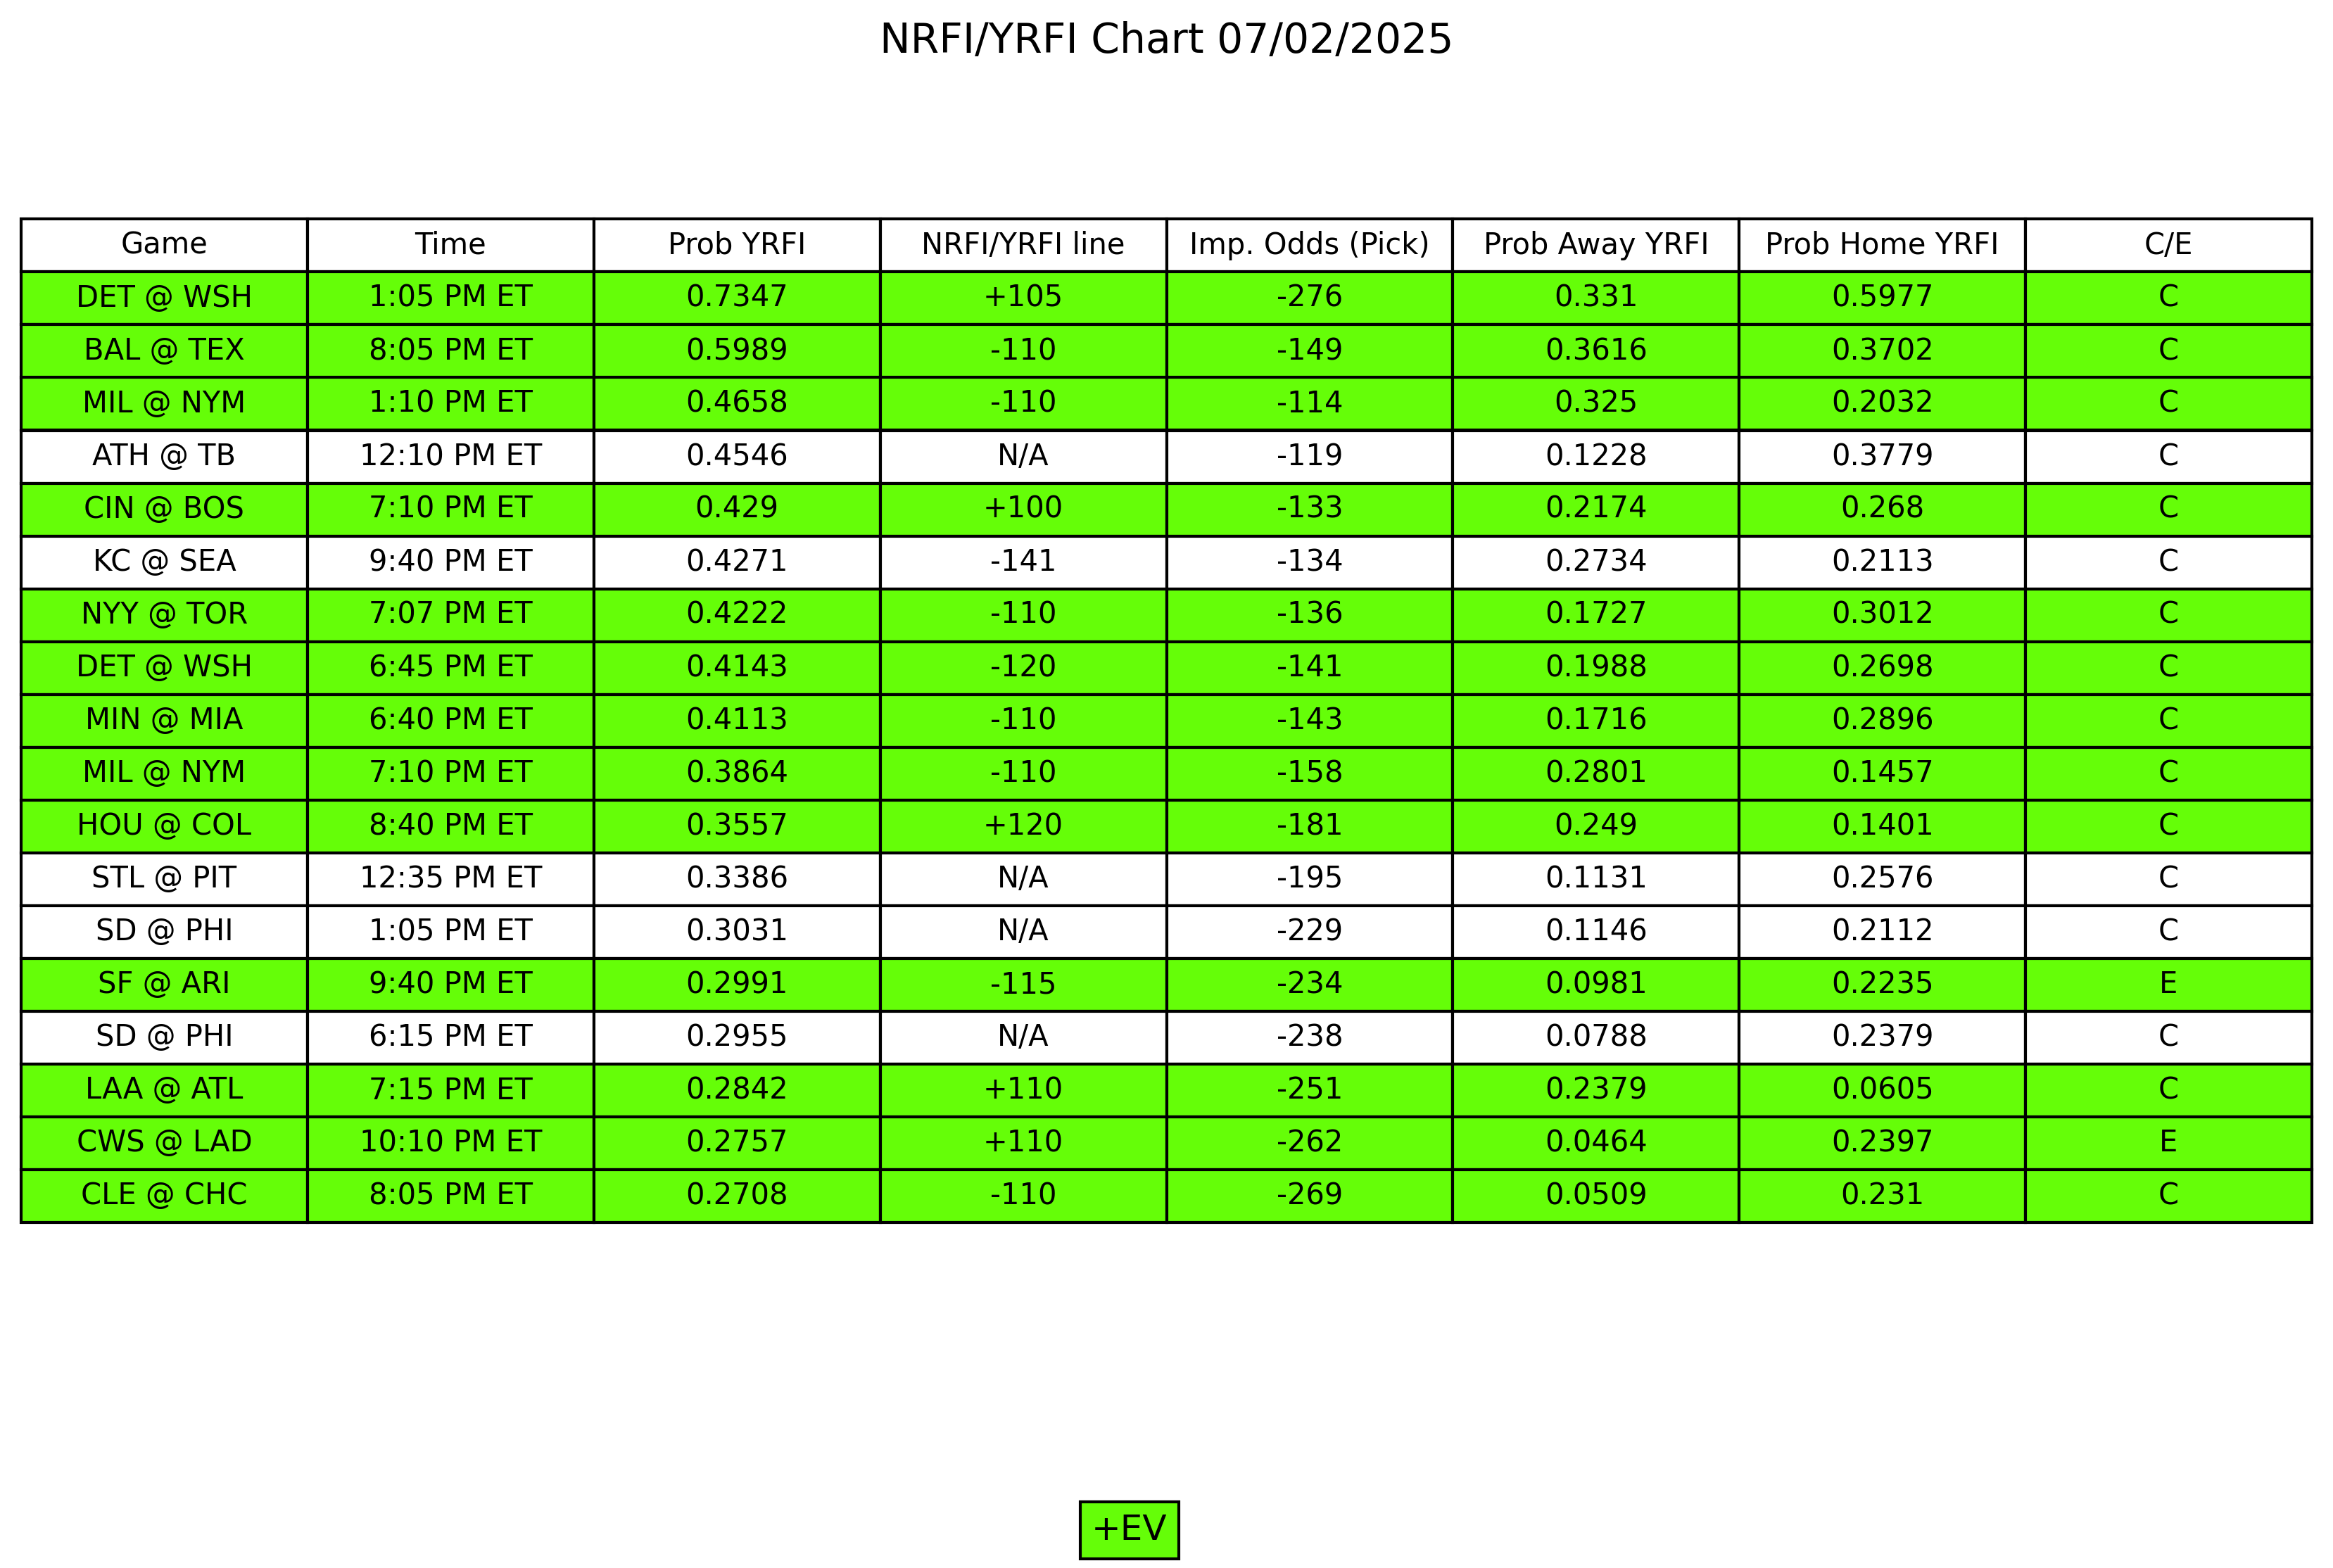 NRFI/YRFI Chart 07/02/2025
Game Time Prob YRFI NRFI/YRFI line Imp. Odds (Pick) Prob Away YRFI Prob Home YRFI C/E
DET @ WSH 1:05 PM ET 0.7347 +105 -276 0.331 0.5977 C
BAL @ TEX 8:05 PM ET 0.5989 -110 -149 0.3616 0.3702 C
MIL @ NYM 1:10 PM ET 0.4658 -110 -114 0.325 0.2032 C
ATH @ TB 12:10 PM ET 0.4546 N/A -119 0.1228 0.3779 C
CIN @ BOS 7:10 PM ET 0.429 +100 -133 0.2174 0.268 C
KC @ SEA 9:40 PM ET 0.4271 -141 -134 0.2734 0.2113 C
NYY @ TOR 7:07 PM ET 0.4222 -110 -136 0.1727 0.3012 C
DET @ WSH 6:45 PM ET 0.4143 -120 -141 0.1988 0.2698 C
MIN @ MIA 6:40 PM ET 0.4113 -110 -143 0.1716 0.2896 C
MIL @ NYM 7:10 PM ET 0.3864 -110 -158 0.2801 0.1457 C
HOU @ COL 8:40 PM ET 0.3557 +120 -181 0.249 0.1401 C
STL @ PIT 12:35 PM ET 0.3386 N/A -195 0.1131 0.2576 C
SD @ PHI 1:05 PM ET 0.3031 N/A -229 0.1146 0.2112 C
SF @ ARI 9:40 PM ET 0.2991 -115 -234 0.0981 0.2235 E
SD @ PHI 6:15 PM ET 0.2955 N/A -238 0.0788 0.2379 C
LAA @ ATL 7:15 PM ET 0.2842 +110 -251 0.2379 0.0605 C
CWS @ LAD 10:10 PM ET 0.2757 +110 -262 0.0464 0.2397 E
CLE @ CHC 8:05 PM ET 0.2708 -110 -269 0.0509 0.231 C
+EV